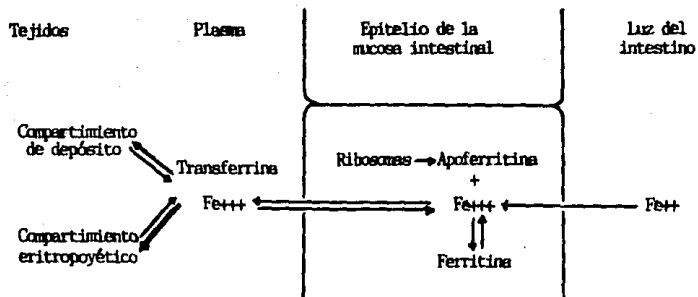 Tejidos
Plasma
Epitelio de la
mucosa intestinal
Luz del
intestino
Compartimiento
de depósito
Transferrina
Ribosomas → Apoferritina
+
Fe+++
Fe+++
Fe++
Compartimiento
eritropoyético
Ferritina